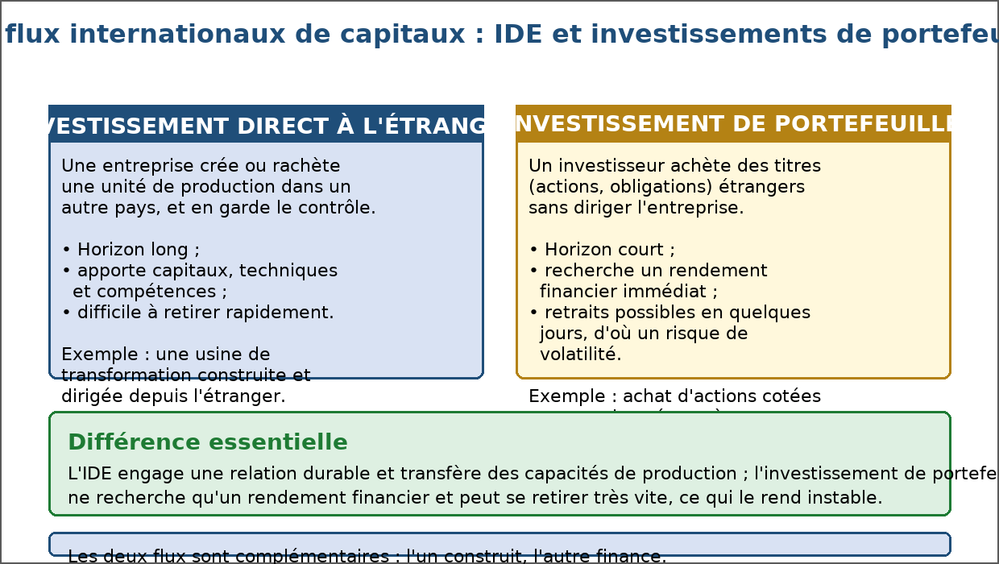 flux internationaux de capitaux : IDE et investissements de
VESTISSEMENT DIRECT À L'ÉTRANG
Une entreprise crée ou rachète
une unité de production dans un
autre pays, et en garde le contrôle.
• Horizon long ;
• apporte capitaux, techniques
et compétences ;
• difficile à retirer rapidement.
Exemple : une usine de
transformation construite et
dirigée depuis l'étranger.
NVESTISSEMENT DE PORTEFEUILLE
Un investisseur achète des titres
(actions, obligations) étrangers
sans diriger l'entreprise.
• Horizon court ;
• recherche un rendement
financier immédiat ;
• retraits possibles en quelques
jours, d'où un risque de
volatilité.
Exemple : achat d'actions cotées
Différence essentielle
L'IDE engage une relation durable et transfère des capacités de production ; l'investissement de portefe
ne recherche qu'un rendement financier et peut se retirer très vite, ce qui le rend instable.
Les deux flux sont complémentaires : l'un construit, l'autre finance.